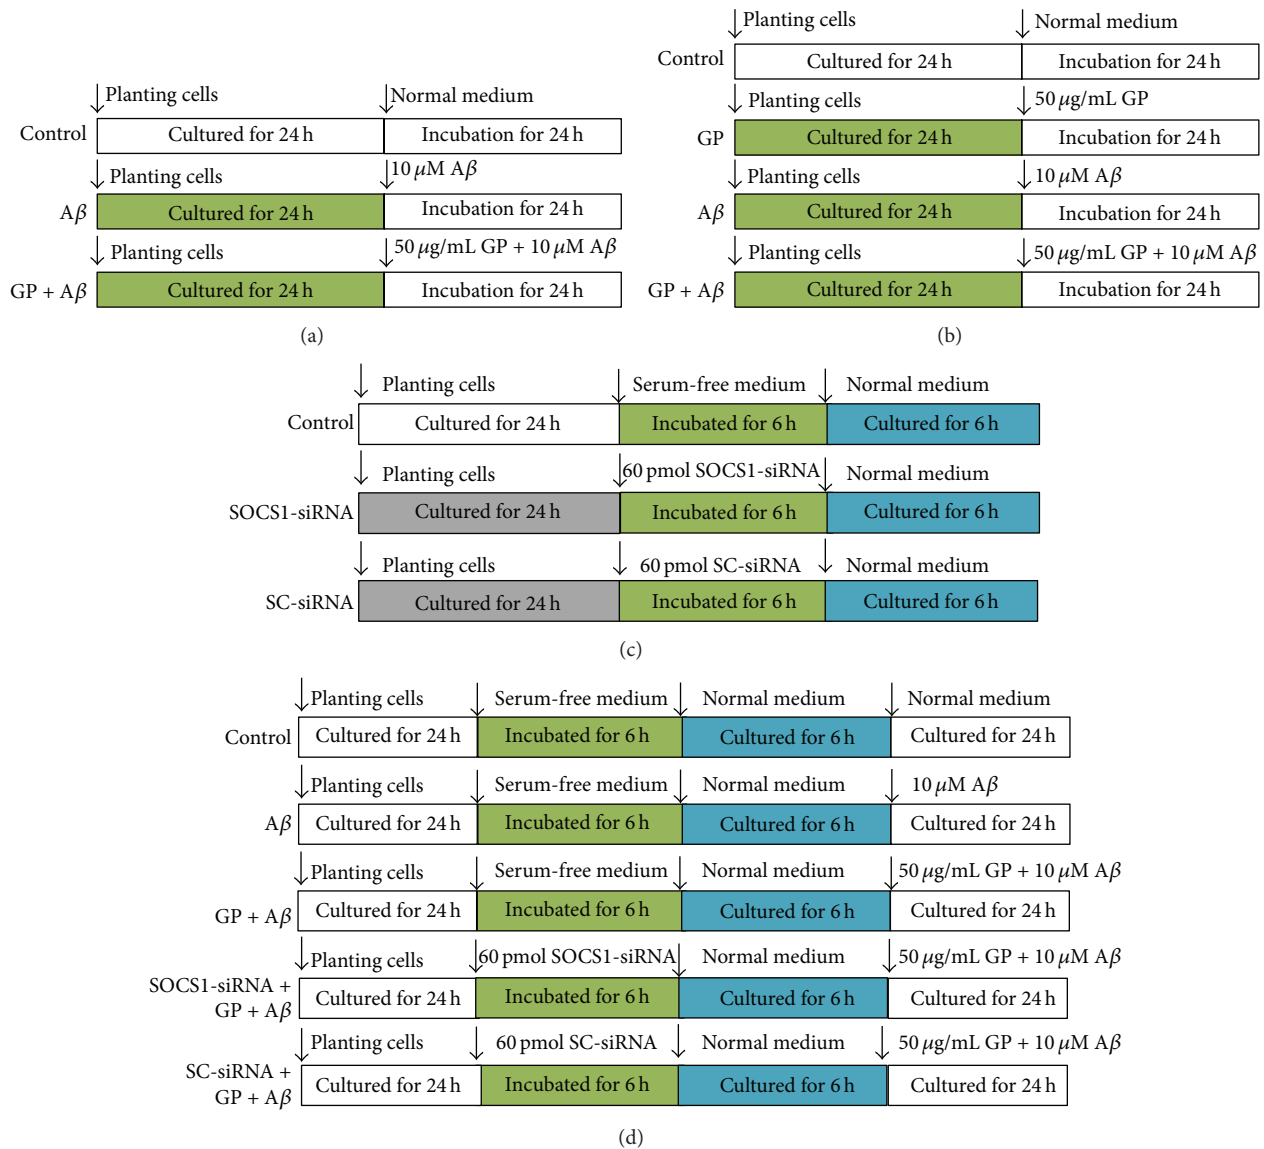 Planting cells
Normal medium
Control
Cultured for 24 h
Incubation for 24 h
Planting cells
10 μM Aβ
Aβ
Cultured for 24 h
Incubation for 24 h
Planting cells
50 μg/mL GP + 10 μM Aβ
GP + Aβ
Cultured for 24 h
Incubation for 24 h
(a)
Planting cells
Normal medium
Control
Cultured for 24 h
Incubation for 24 h
Planting cells
50 μg/mL GP
GP
Cultured for 24 h
Incubation for 24 h
Planting cells
10 μM Aβ
Aβ
Cultured for 24 h
Incubation for 24 h
Planting cells
50 μg/mL GP + 10 μM Aβ
GP + Aβ
Cultured for 24 h
Incubation for 24 h
(b)
Planting cells
Serum-free medium
Normal medium
Control
Cultured for 24 h
Incubated for 6 h
Cultured for 6 h
Planting cells
60 pmol SOCS1-siRNA
Normal medium
SOCS1-siRNA
Cultured for 24 h
Incubated for 6 h
Cultured for 6 h
Planting cells
60 pmol SC-siRNA
Normal medium
SC-siRNA
Cultured for 24 h
Incubated for 6 h
Cultured for 6 h
(c)
Planting cells
Serum-free medium
Normal medium
Normal medium
Control
Cultured for 24 h
Incubated for 6 h
Cultured for 6 h
Cultured for 24 h
Planting cells
Serum-free medium
Normal medium
10 μM Aβ
Aβ
Cultured for 24 h
Incubated for 6 h
Cultured for 6 h
Cultured for 24 h
Planting cells
Serum-free medium
Normal medium
50 μg/mL GP + 10 μM Aβ
GP + Aβ
Cultured for 24 h
Incubated for 6 h
Cultured for 6 h
Cultured for 24 h
Planting cells
60 pmol SOCS1-siRNA
Normal medium
50 μg/mL GP + 10 μM Aβ
SOCS1-siRNA +
GP + Aβ
Cultured for 24 h
Incubated for 6 h
Cultured for 6 h
Cultured for 24 h
Planting cells
60 pmol SC-siRNA
Normal medium
50 μg/mL GP + 10 μM Aβ
SC-siRNA +
GP + Aβ
Cultured for 24 h
Incubated for 6 h
Cultured for 6 h
Cultured for 24 h
(d)